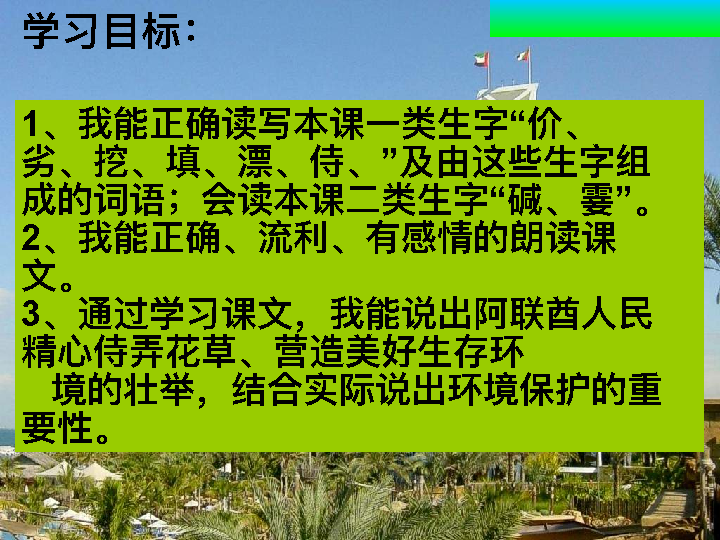 学习目标：
1、我能正确读写本课一类生字“价、
劣、挖、填、漂、侍、”及由这些生字组
成的词语；会读本课二类生字“碱、霎”。
2、我能正确、流利、有感情的朗读课
文。
3、通过学习课文，我能说出阿联酋人民
精心侍弄花草、营造美好生存环
境的壮举，结合实际说出环境保护的重
要性。